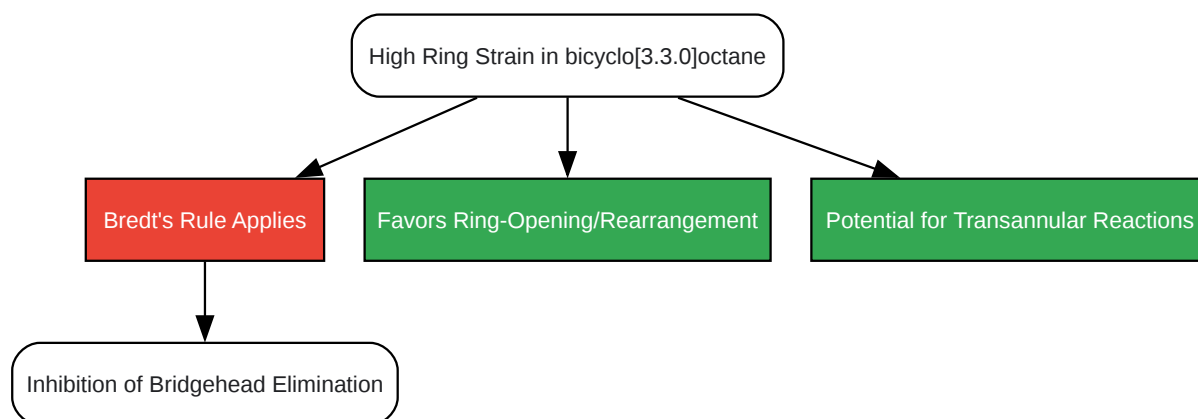 High Ring Strain in bicyclo[3.3.0]octane
Bredt's Rule Applies
Favors Ring-Opening/Rearrangement
Potential for Transannular Reactions
Inhibition of Bridgehead Elimination